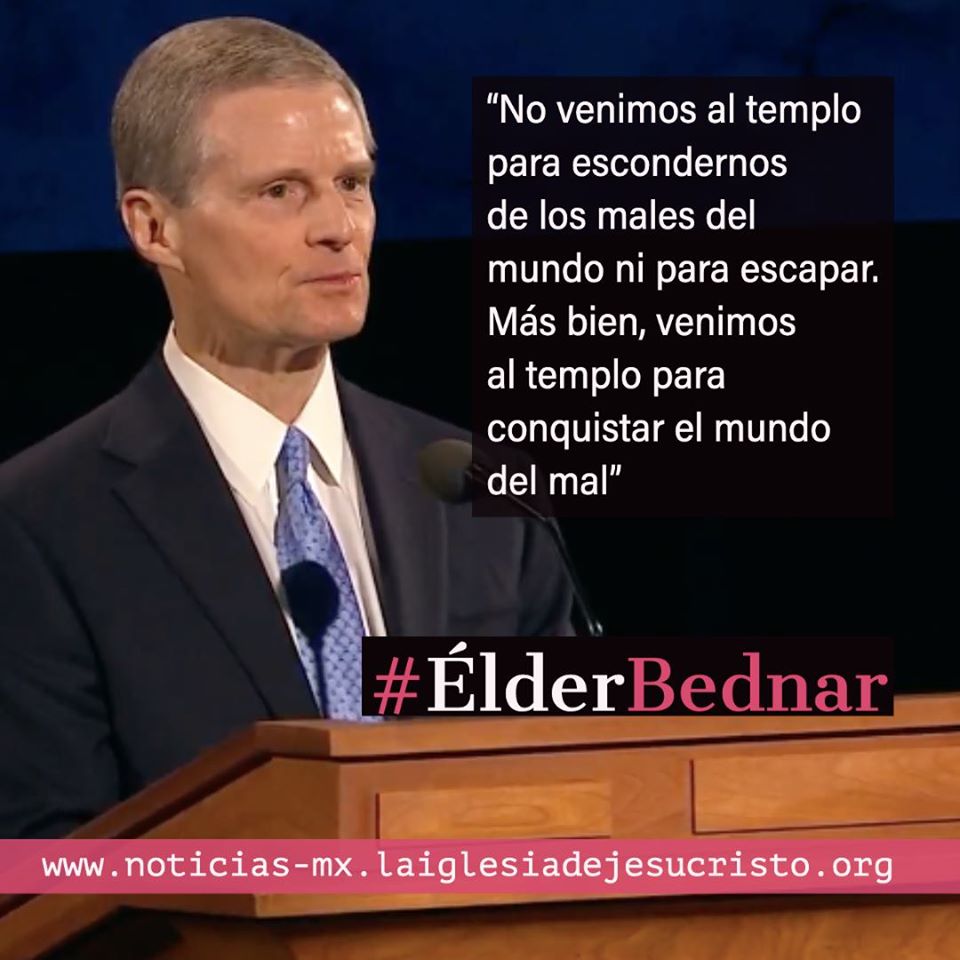 “No venimos al templo
para escondernos
de los males del
mundo ni para escapar.
Más bien, venimos
al templo para
conquistar el mundo
del mal”
#ÉlderBednar
www.noticias-mx.laiglesiadejesucristo.org